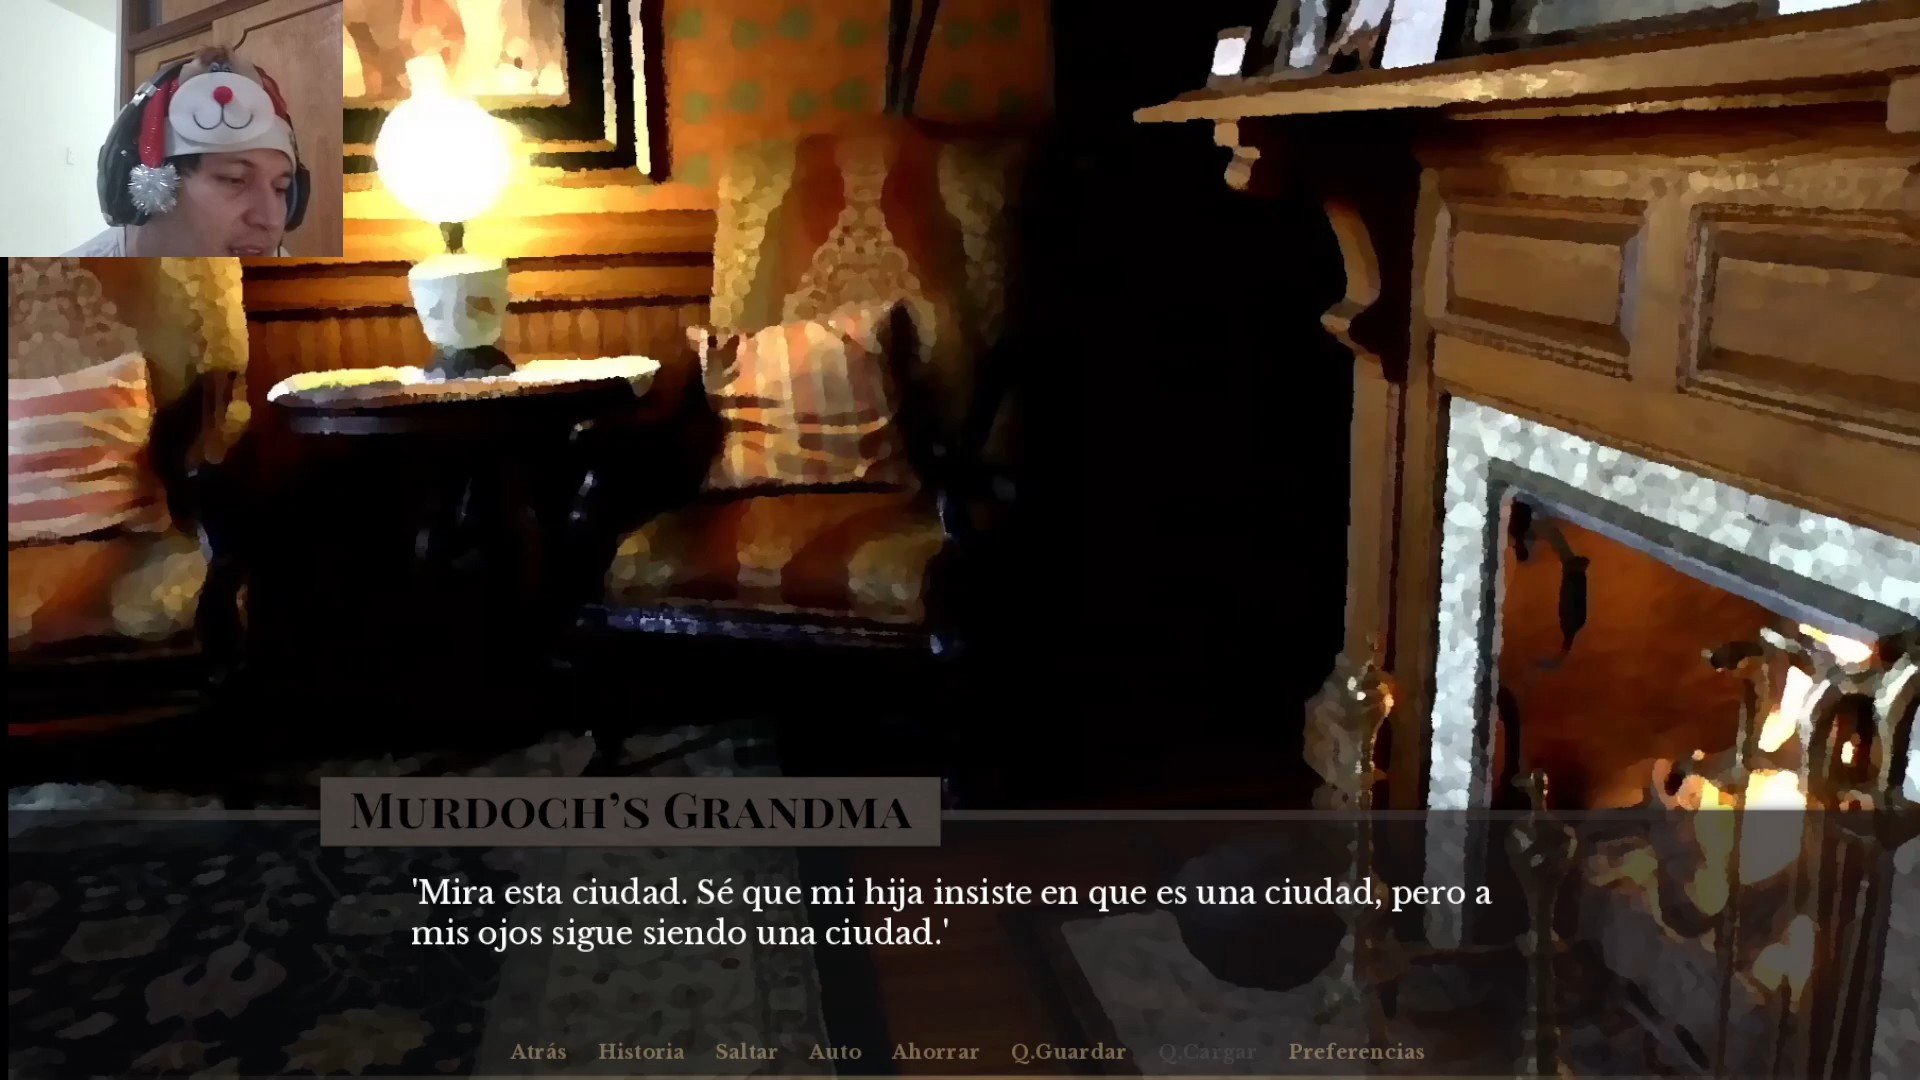 MURDOCH'S GRANDMA
'Mira esta ciudad. Sé que mi hija insiste en que es una ciudad, pero a
mis ojos sigue siendo una ciudad.'
Atrás Historia Saltar Auto Ahorrar Q.Guardar Q.Cargar Preferencias